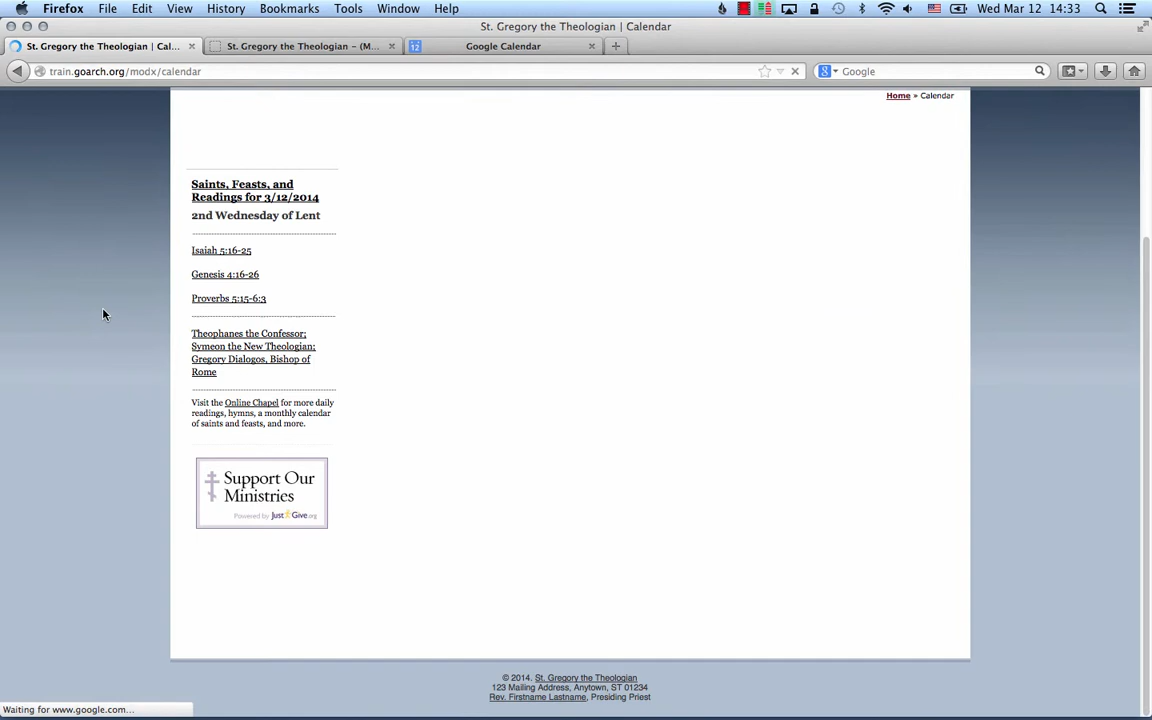 Firefox File Edit View History Bookmarks Tools Window Help Wed Mar 12 14:33
St. Gregory the Theologian | Calendar
St. Gregory the Theologian | Cal... St. Gregory the Theologian – (M... 12 Google Calendar
train.goarch.org/modx/calendar Google
Home » Calendar
Saints, Feasts, and
Readings for 3/12/2014
2nd Wednesday of Lent
Isaiah 5:16-25
Genesis 4:16-26
Proverbs 5:15-6:3
Theophanes the Confessor;
Symeon the New Theologian;
Gregory Dialogos, Bishop of
Rome
Visit the Online Chapel for more daily
readings, hymns, a monthly calendar
of saints and feasts, and more.
Support Our
Ministries
Powered by JustGive.org
© 2014. St. Gregory the Theologian
123 Mailing Address, Anytown, ST 01234
Rev. Firstname Lastname, Presiding Priest
Waiting for www.google.com...